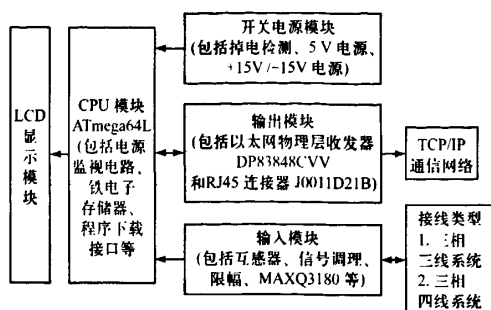 LCD
显示模块
CPU 模块
ATmega64L
(包括电源
监视电路、
铁电子
存储器、
程序下载
接口等
开关电源模块
(包括掉电检测、5 V 电源、
+15V/-15V 电源)
输出模块
(包括以太网物理层收发器
DP83848CVV
和RJ45 连接器 J0011D21B)
TCP/IP
通信网络
输入模块
(包括互感器、信号调理、
限幅、MAXQ3180 等)
接线类型
1. 三相
三线系统
2. 三相
四线系统